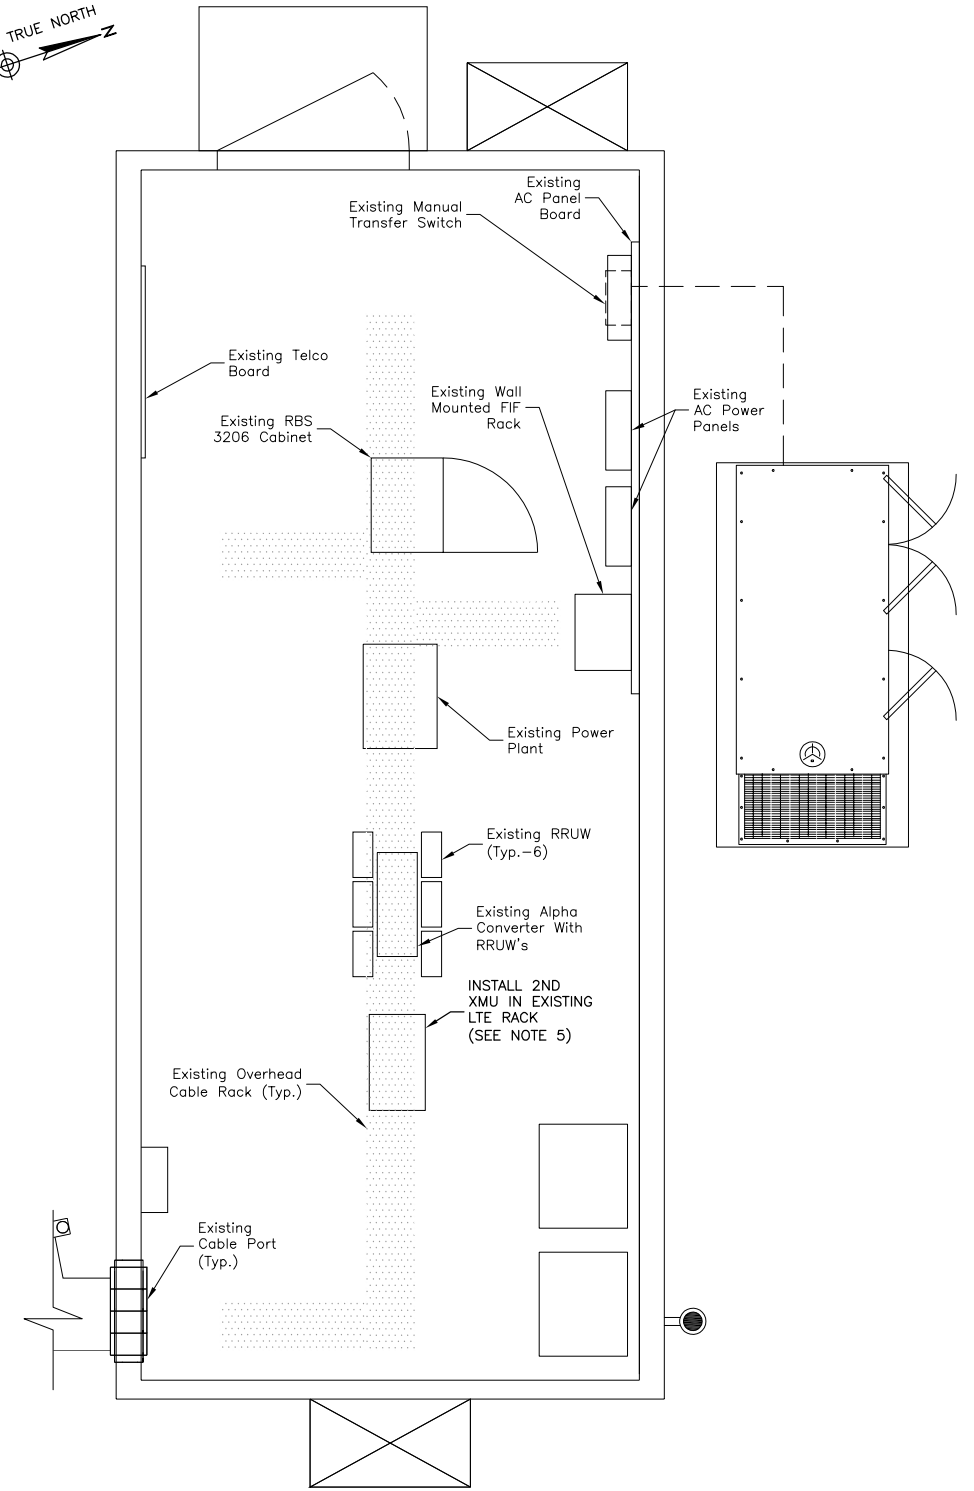 TRUE NORTH
N
Existing
AC Panel
Board
Existing Manual
Transfer Switch
Existing Telco
Board
Existing Wall
Mounted FIF
Rack
Existing
AC Power
Panels
Existing RBS
3206 Cabinet
Existing Power
Plant
Existing RRUW
(Typ.-6)
Existing Alpha
Converter With
RRUW's
INSTALL 2ND
XMU IN EXISTING
LTE RACK
(SEE NOTE 5)
Existing Overhead
Cable Rack (Typ.)
Existing
Cable Port
(Typ.)